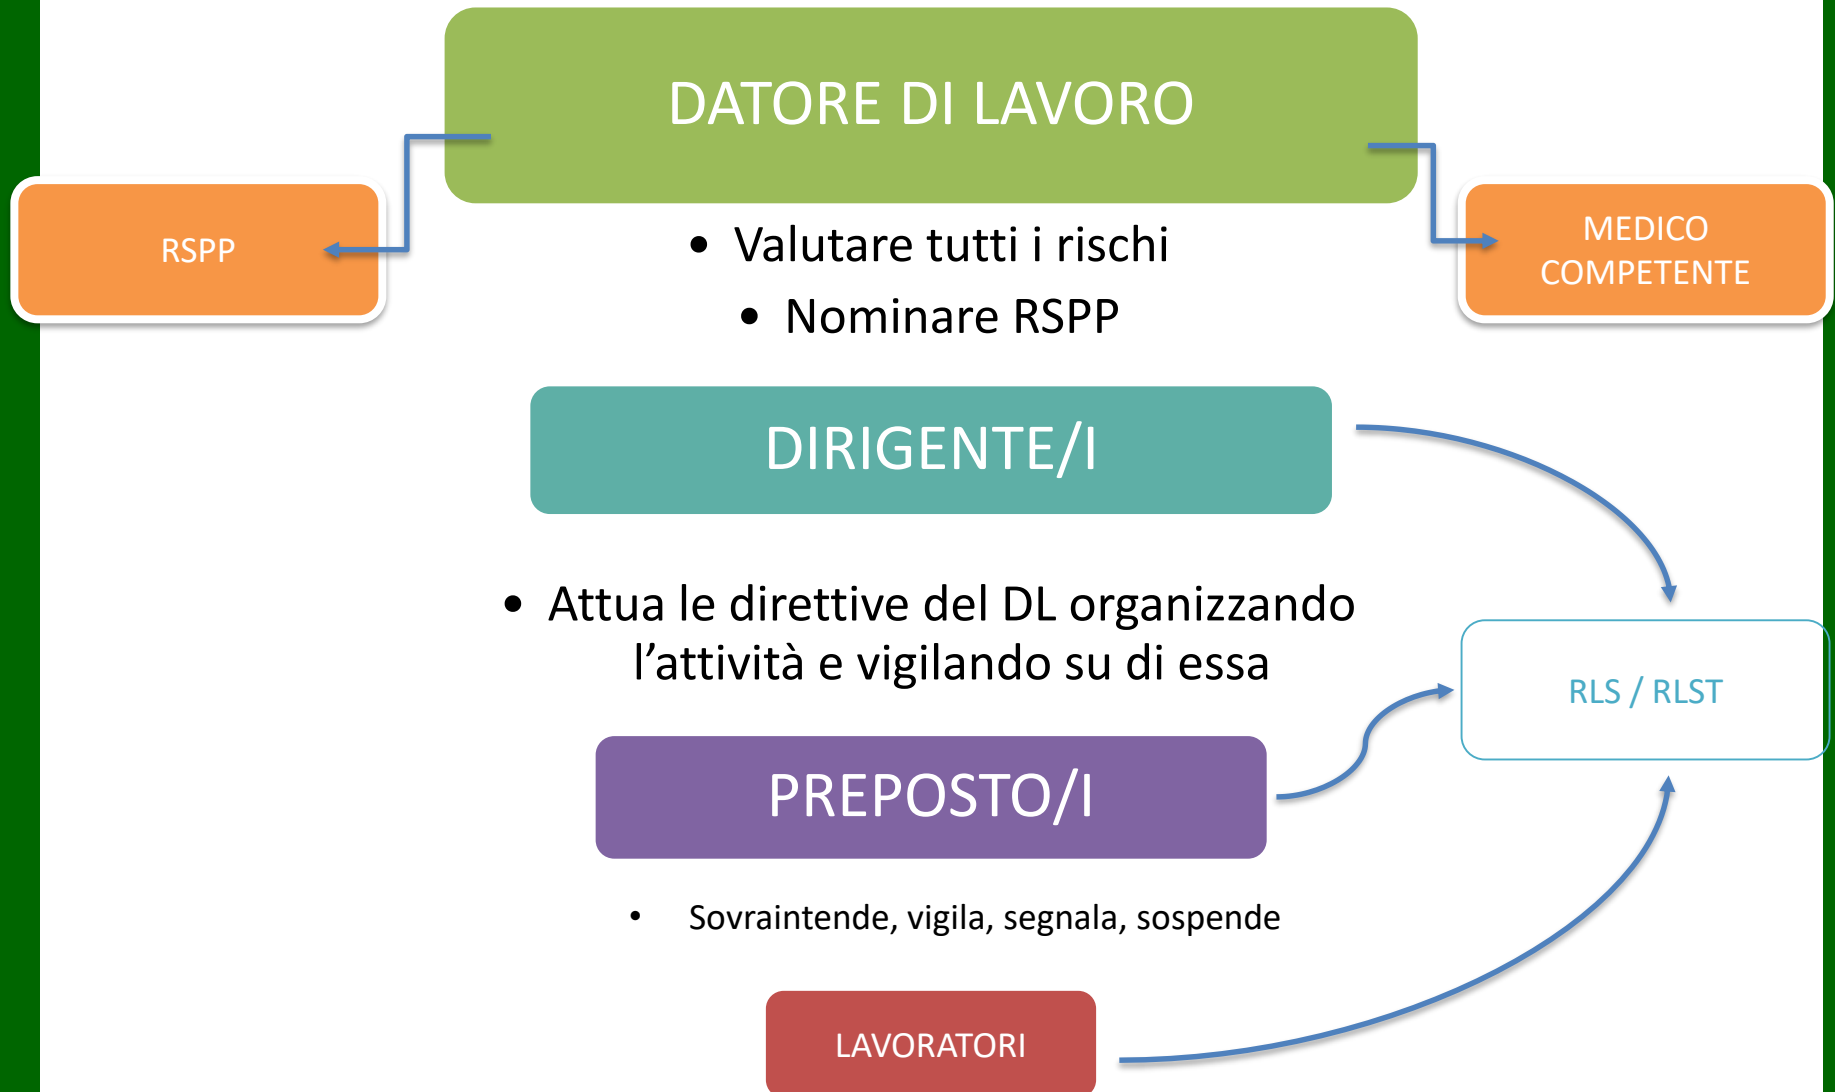 DATORE DI LAVORO
RSPP
MEDICO
COMPETENTE
• Valutare tutti i rischi
• Nominare RSPP
DIRIGENTE/I
• Attua le direttive del DL organizzando
l’attività e vigilando su di essa
RLS / RLST
PREPOSTO/I
• Sovraintende, vigila, segnala, sospende
LAVORATORI